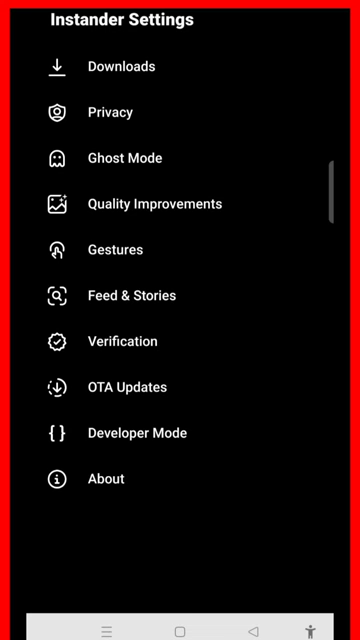 Instander Settings
Downloads
Privacy
Ghost Mode
Quality Improvements
Gestures
Feed & Stories
Verification
OTA Updates
Developer Mode
About